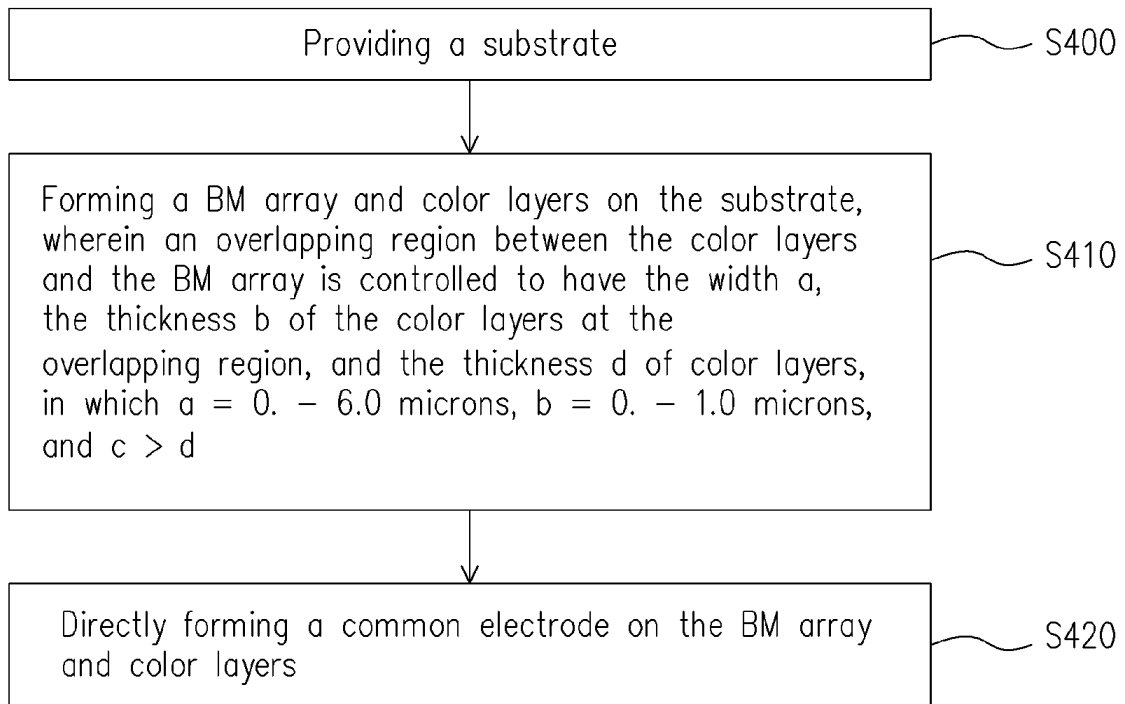 Providing a substrate
S400
Forming a BM array and color layers on the substrate,
wherein an overlapping region between the color layers
and the BM array is controlled to have the width a,
the thickness b of the color layers at the
overlapping region, and the thickness d of color layers,
in which a = 0. - 6.0 microns, b = 0. - 1.0 microns,
and c > d
S410
Directly forming a common electrode on the BM array
and color layers
S420